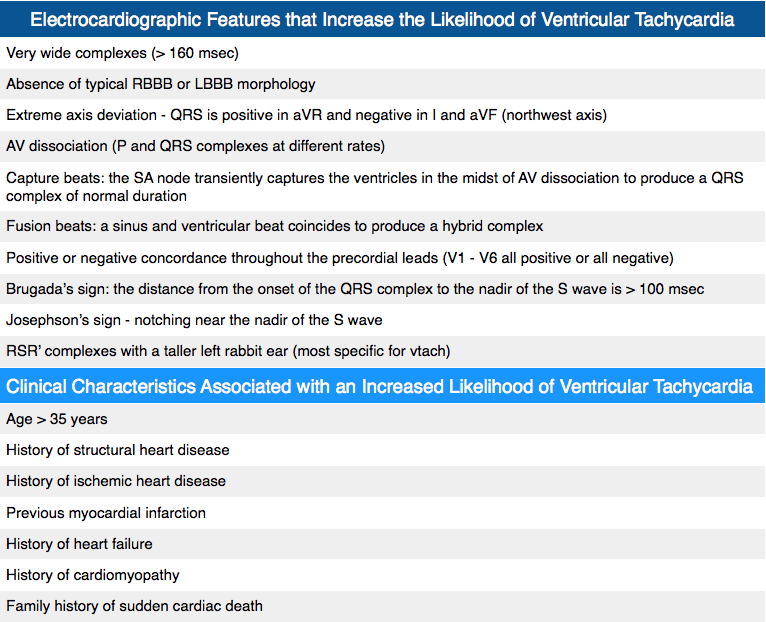 Electrocardiographic Features that Increase the Likelihood of Ventricular Tachycardia
Very wide complexes (> 160 msec)
Absence of typical RBBB or LBBB morphology
Extreme axis deviation - QRS is positive in aVR and negative in I and aVF (northwest axis)
AV dissociation (P and QRS complexes at different rates)
Capture beats: the SA node transiently captures the ventricles in the midst of AV dissociation to produce a QRS
complex of normal duration
Fusion beats: a sinus and ventricular beat coincides to produce a hybrid complex
Positive or negative concordance throughout the precordial leads (V1 - V6 all positive or all negative)
Brugada’s sign: the distance from the onset of the QRS complex to the nadir of the S wave is > 100 msec
Josephson’s sign - notching near the nadir of the S wave
RSR’ complexes with a taller left rabbit ear (most specific for vtach)
Clinical Characteristics Associated with an Increased Likelihood of Ventricular Tachycardia
Age > 35 years
History of structural heart disease
History of ischemic heart disease
Previous myocardial infarction
History of heart failure
History of cardiomyopathy
Family history of sudden cardiac death